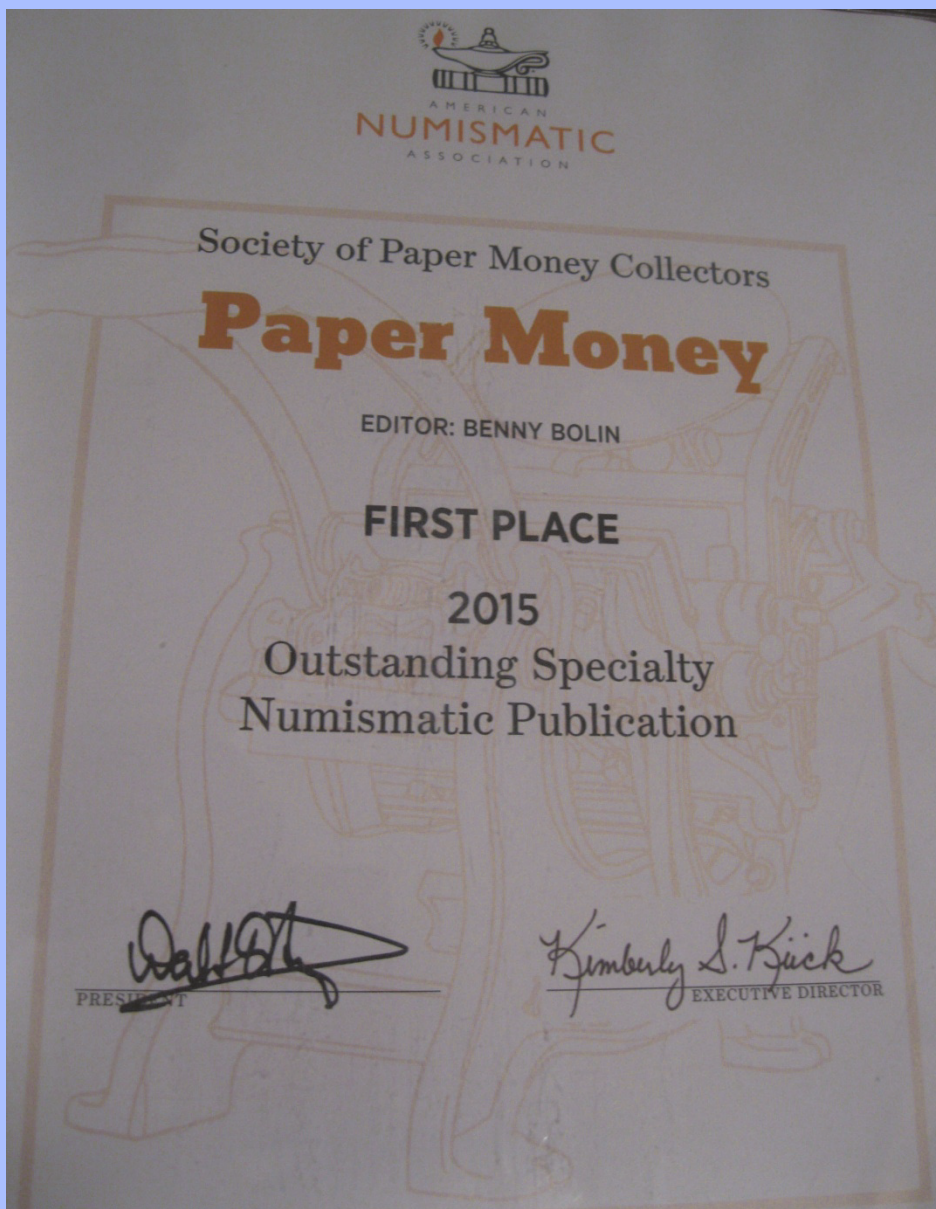 AMERICAN
NUMISMATIC
ASSOCIATION
Society of Paper Money Collectors
Paper Money
EDITOR: BENNY BOLIN
FIRST PLACE
2015
Outstanding Specialty
Numismatic Publication
Kimberly S. Kiick
PRESIDENT
EXECUTIVE DIRECTOR